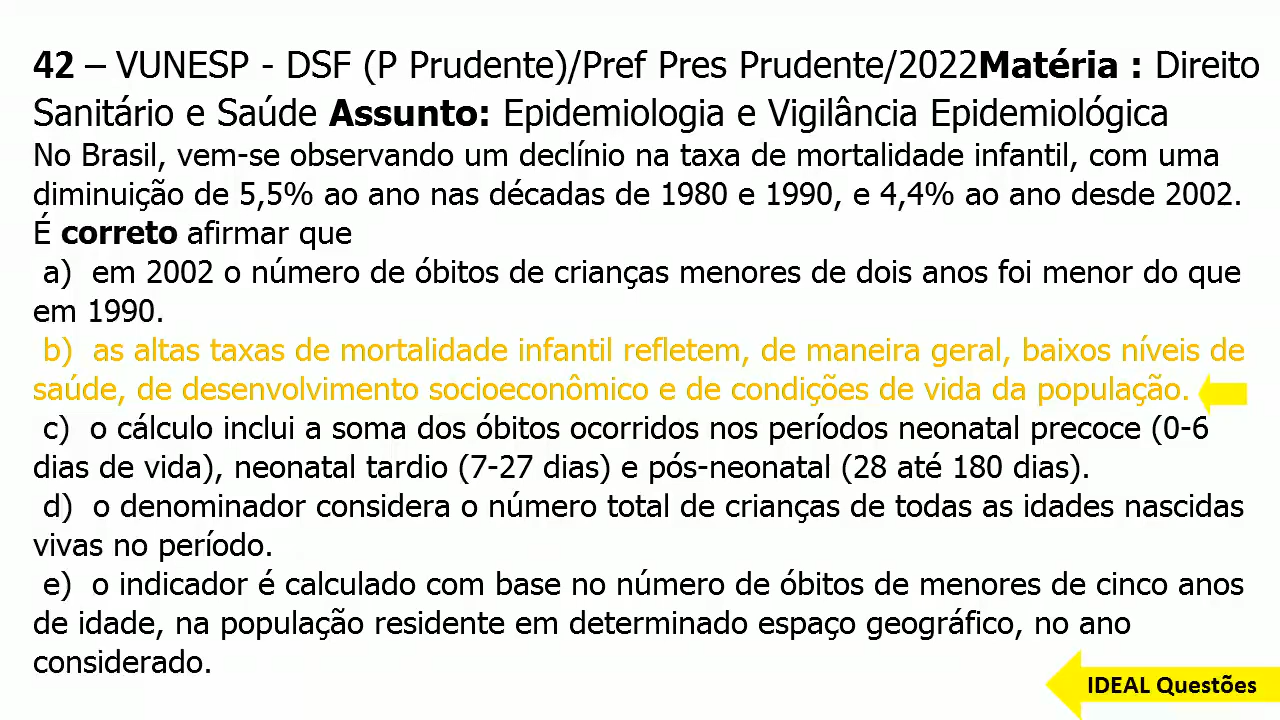 42 – VUNESP - DSF (P Prudente)/Pref Pres Prudente/2022Matéria : Direito
Sanitário e Saúde Assunto: Epidemiologia e Vigilância Epidemiológica
No Brasil, vem-se observando um declínio na taxa de mortalidade infantil, com uma
diminuição de 5,5% ao ano nas décadas de 1980 e 1990, e 4,4% ao ano desde 2002.
É correto afirmar que
a) em 2002 o número de óbitos de crianças menores de dois anos foi menor do que
em 1990.
b) as altas taxas de mortalidade infantil refletem, de maneira geral, baixos níveis de
saúde, de desenvolvimento socioeconômico e de condições de vida da população.
c) o cálculo inclui a soma dos óbitos ocorridos nos períodos neonatal precoce (0-6
dias de vida), neonatal tardio (7-27 dias) e pós-neonatal (28 até 180 dias).
d) o denominador considera o número total de crianças de todas as idades nascidas
vivas no período.
e) o indicador é calculado com base no número de óbitos de menores de cinco anos
de idade, na população residente em determinado espaço geográfico, no ano
considerado.
IDEAL Questões